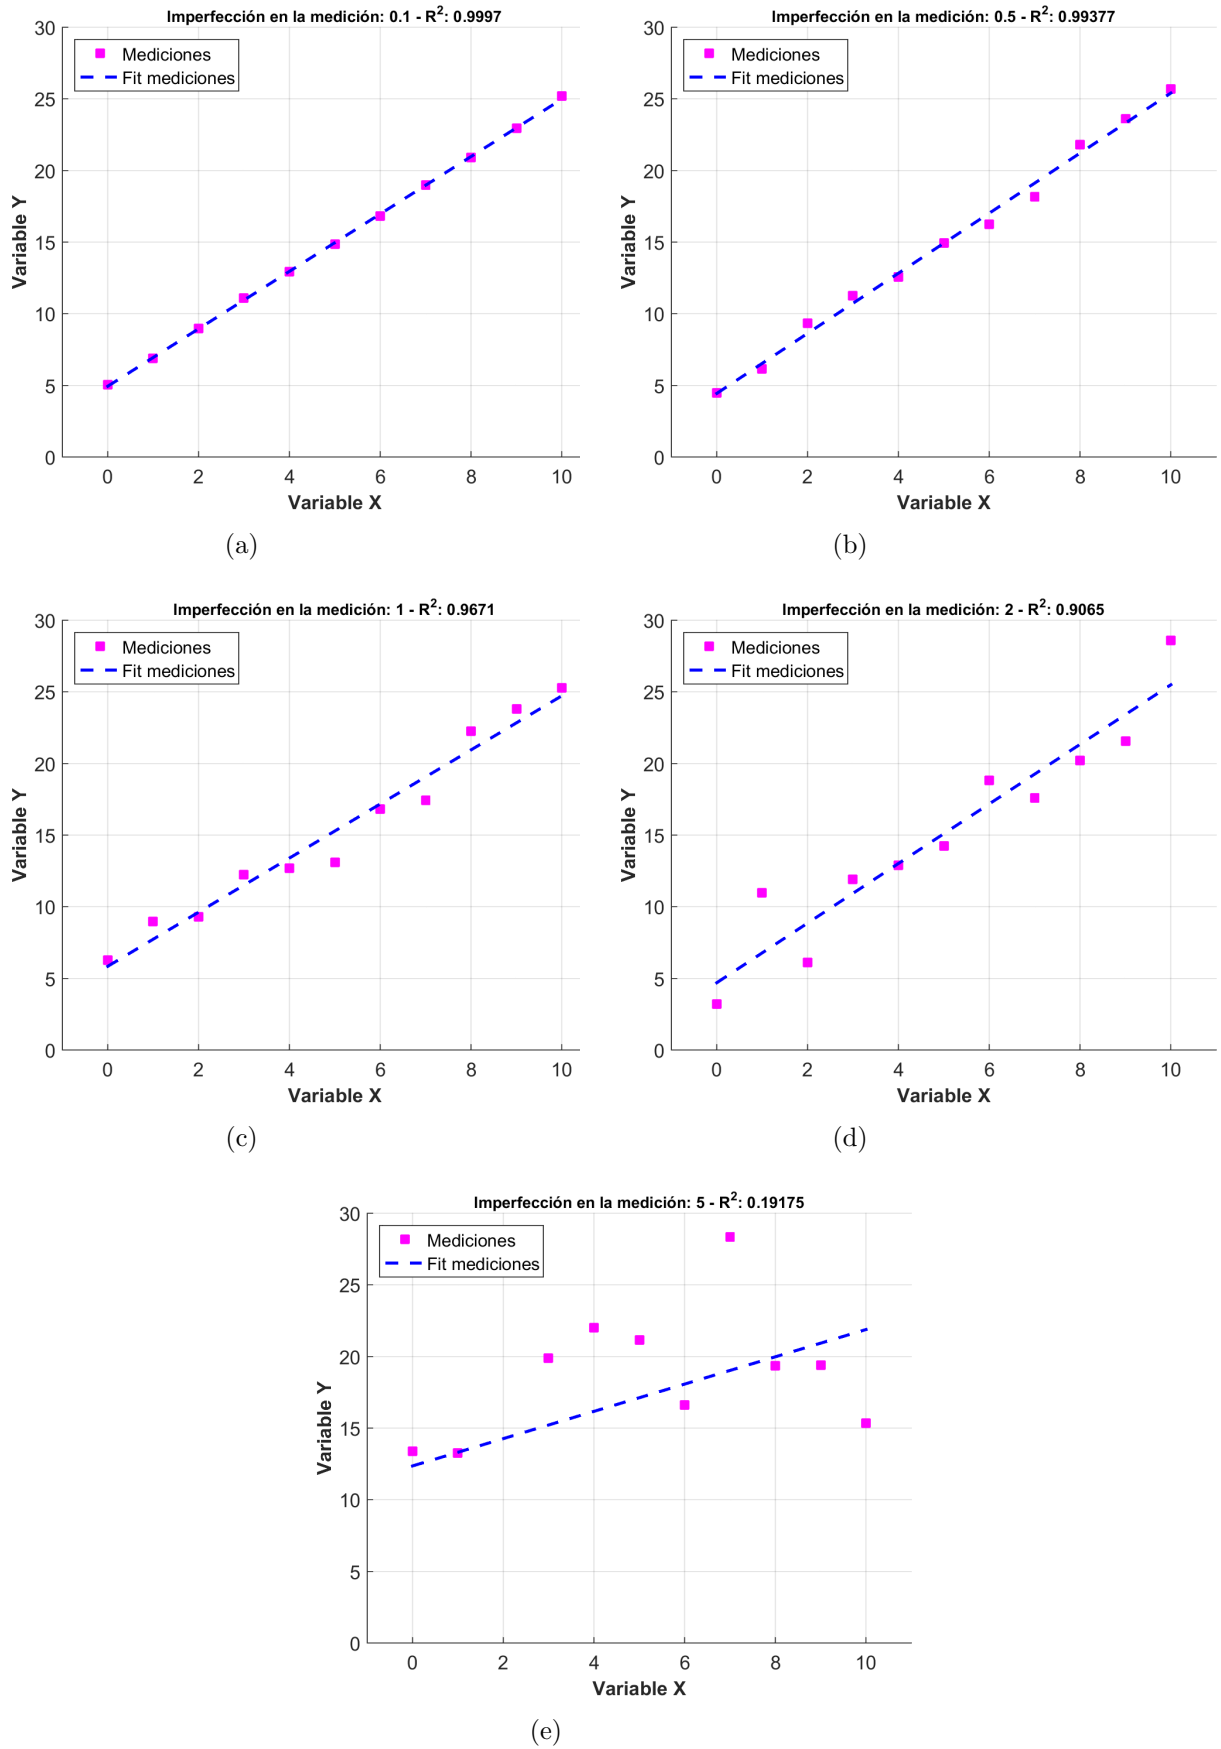 Imperfección en la medición: 0.1 - R²: 0.9997
30
25
20
15
10
5
0
Variable Y
Mediciones
Fit mediciones
0 2 4 6 8 10
Variable X
(a)
Imperfección en la medición: 0.5 - R²: 0.99377
30
25
20
15
10
5
0
Variable Y
Mediciones
Fit mediciones
0 2 4 6 8 10
Variable X
(b)
Imperfección en la medición: 1 - R²: 0.9671
30
25
20
15
10
5
0
Variable Y
Mediciones
Fit mediciones
0 2 4 6 8 10
Variable X
(c)
Imperfección en la medición: 2 - R²: 0.9065
30
25
20
15
10
5
0
Variable Y
Mediciones
Fit mediciones
0 2 4 6 8 10
Variable X
(d)
Imperfección en la medición: 5 - R²: 0.19175
30
25
20
15
10
5
0
Variable Y
Mediciones
Fit mediciones
0 2 4 6 8 10
Variable X
(e)